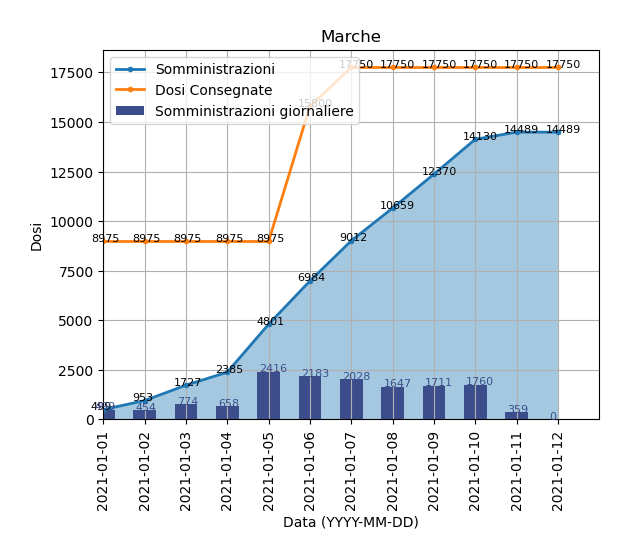 Marche
Somministrazioni
Dosi Consegnate
Somministrazioni giornaliere
17500
15000
12500
10000
7500
5000
2500
0
Dosi
8975 8975 8975 8975 8975 15800 17750 17750 17750 17750 17750 17750
499 953 1727 2385 4801 6984 9012 10659 12370 14130 14489 14489
499 454 774 658 2416 2183 2028 1647 1711 1760 359 0
2021-01-01
2021-01-02
2021-01-03
2021-01-04
2021-01-05
2021-01-06
2021-01-07
2021-01-08
2021-01-09
2021-01-10
2021-01-11
2021-01-12
Data (YYYY-MM-DD)